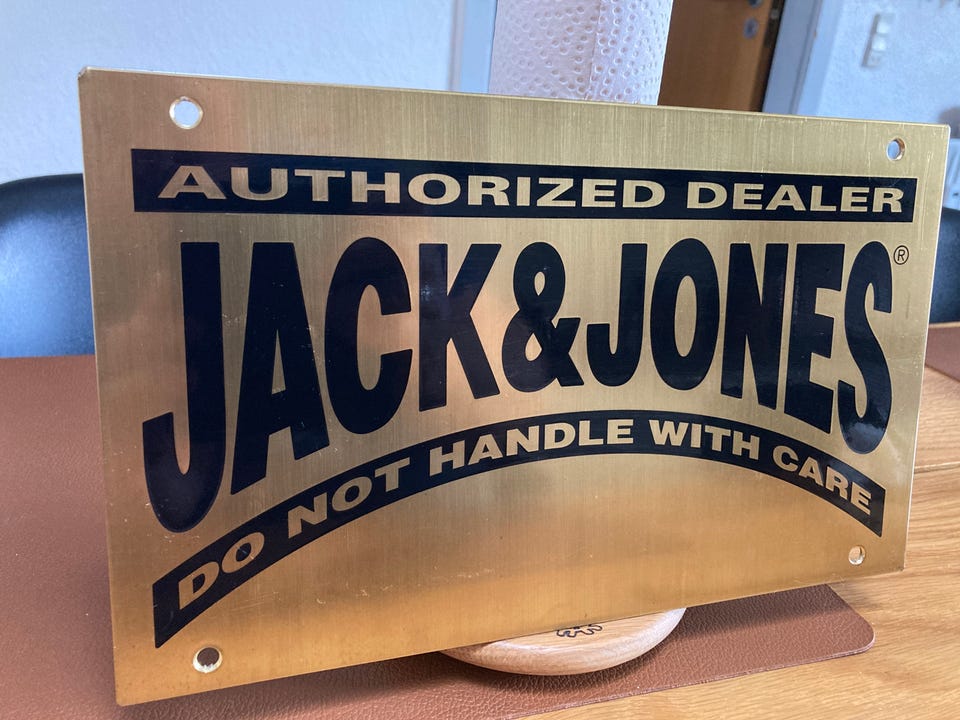 AUTHORIZED DEALER
JACK&JONES®
DO NOT HANDLE WITH CARE